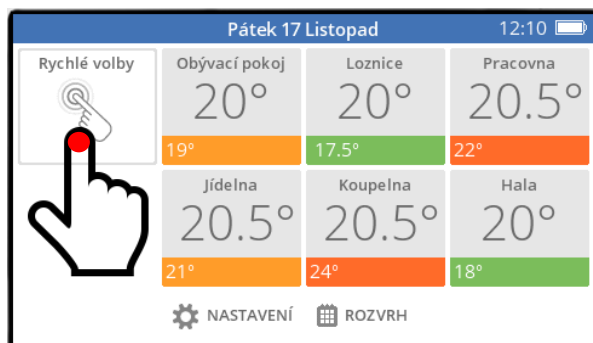 Pátek 17 Listopad 12:10
Rychlé volby
Obývací pokoj
20°
19°
Loznice
20°
17.5°
Pracovna
20.5°
22°
Jídelna
20.5°
21°
Koupelna
20.5°
24°
Hala
20°
18°
NASTAVENÍ ROZVRH